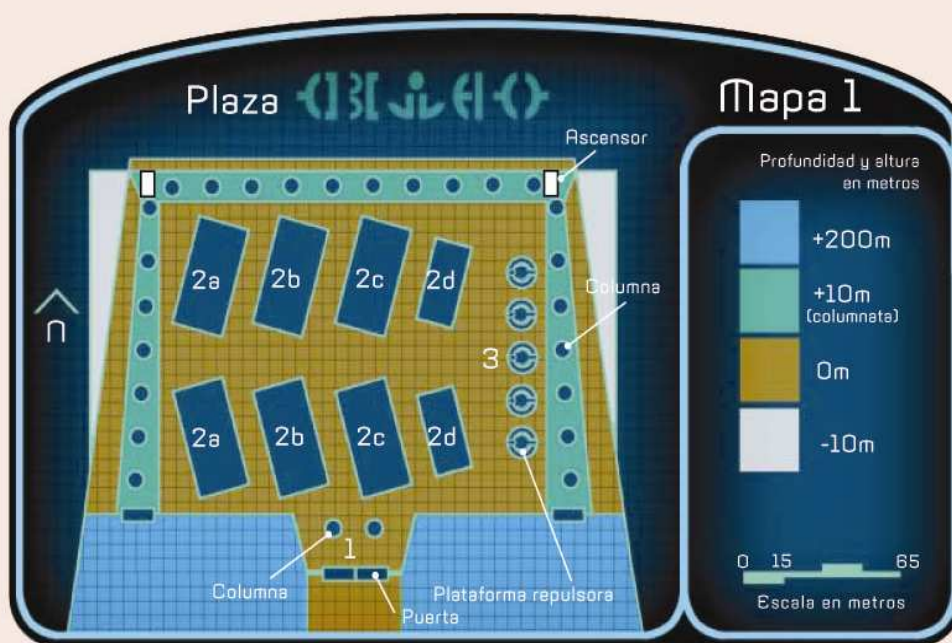 Plaza
Mapa 1
Ascensor
Profundidad y altura
en metros
+200m
+10m
(columnata)
0m
-10m
n
2a
2b
2c
2d
Columna
3
2a
2b
2c
2d
1
Columna
Plataforma repulsora
Puerta
0 15 65
Escala en metros